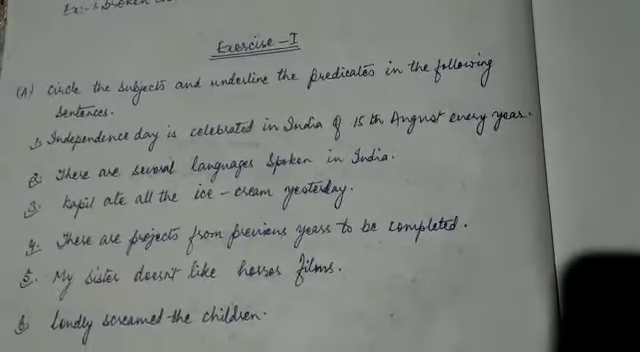 Ex:- 1. broken
Exercise - I
(A) Circle the subjects and underline the predicates in the following
sentences.
1. Independence day is celebrated in India of 15th August every year.
2. There are several languages spoken in India.
3. Kapil ate all the ice-cream yesterday.
4. There are projects from previous years to be completed.
5. My sister doesn't like horror films.
6. loudly screamed the children.